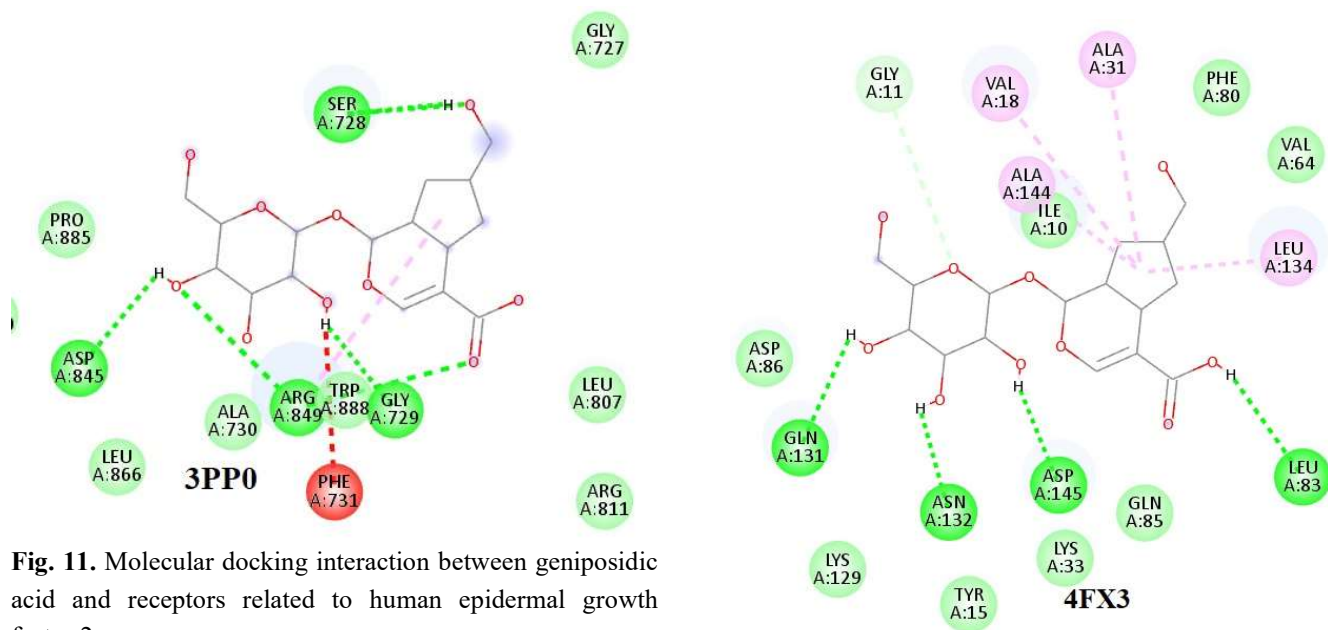 GLY
A:727
SER
A:728
H
O
O
O
O
PRO
A:885
O
H
O
O
H
O
O
O
ASP
A:845
ARG
A:849
TRP
A:888
GLY
A:729
LEU
A:807
ALA
A:730
LEU
A:866
3PP0
PHE
A:731
ARG
A:811
Fig. 11. Molecular docking interaction between geniposidic
acid and receptors related to human epidermal growth
GLY
A:11
VAL
A:18
ALA
A:31
PHE
A:80
VAL
A:64
ALA
A:144
ILE
A:10
O
O
LEU
A:134
O
O
H
O
O
O
H
O
H
O
O
H
O
ASP
A:86
GLN
A:131
ASN
A:132
ASP
A:145
LEU
A:83
GLN
A:85
LYS
A:33
LYS
A:129
TYR
A:15
4FX3